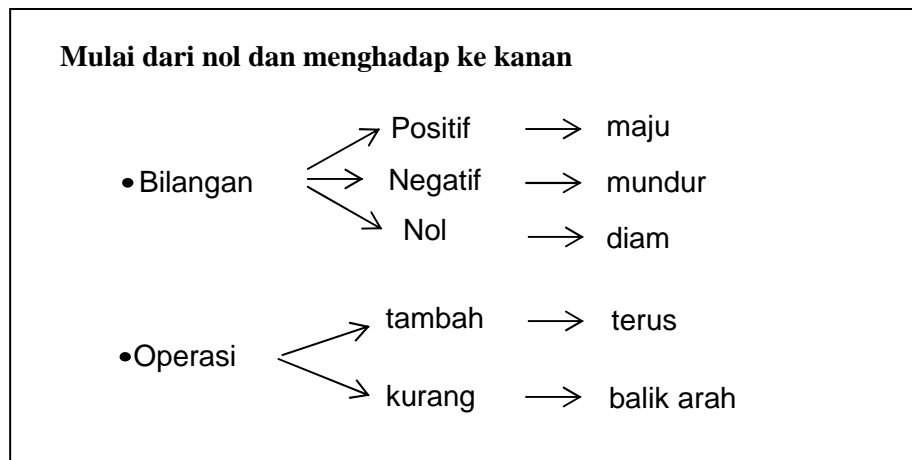 Mulai dari nol dan menghadap ke kanan
Positif → maju
•Bilangan → Negatif → mundur
Nol → diam
tambah → terus
•Operasi
kurang → balik arah